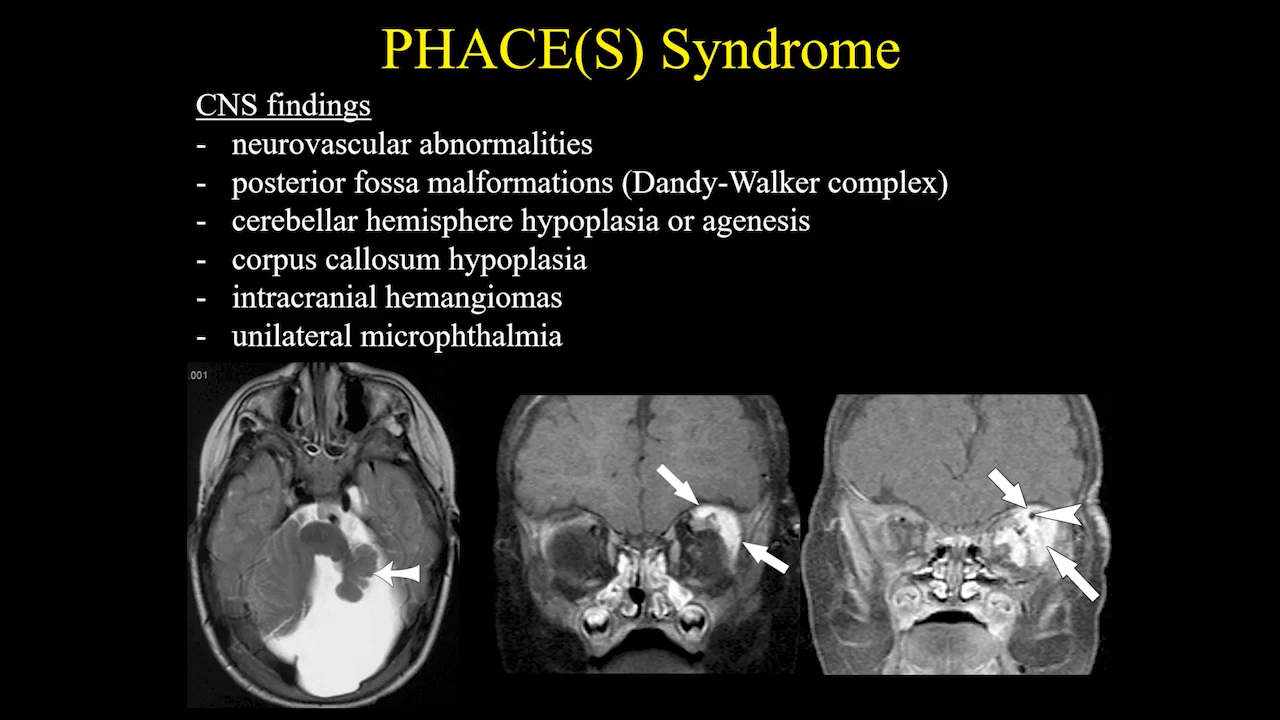 PHACE(S) Syndrome
CNS findings
- neurovascular abnormalities
- posterior fossa malformations (Dandy-Walker complex)
- cerebellar hemisphere hypoplasia or agenesis
- corpus callosum hypoplasia
- intracranial hemangiomas
- unilateral microphthalmia
.001